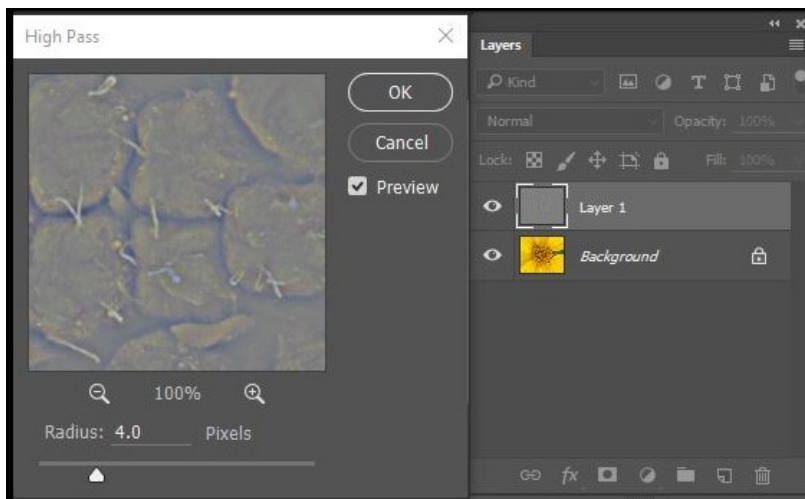 High Pass
OK
Cancel
Preview
100%
Radius: 4.0 Pixels
Layers
Kind
Normal
Opacity: 100%
Lock:
Fill: 100%
Layer 1
Background
fx